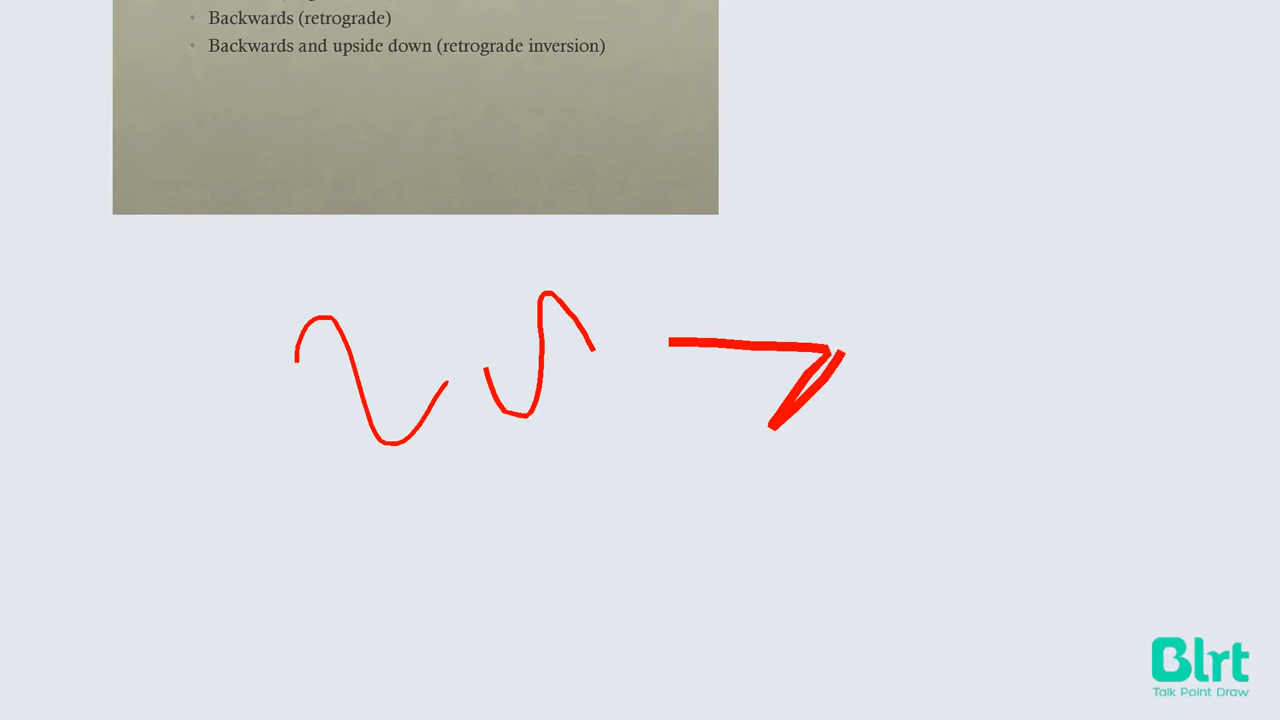 Backwards (retrograde)
Backwards and upside down (retrograde inversion)
Blrt
Talk Point Draw